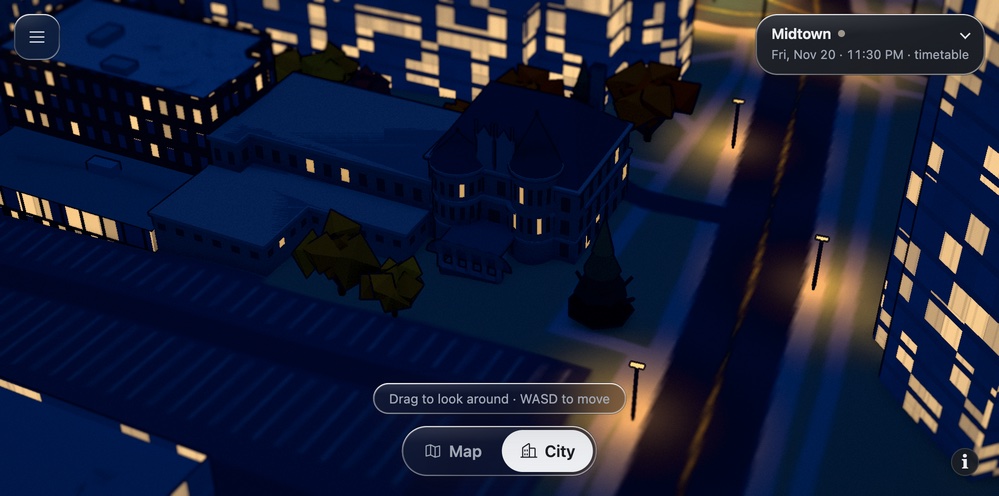 Midtown
Fri, Nov 20 · 11:30 PM · timetable
Drag to look around · WASD to move
Map
City
i